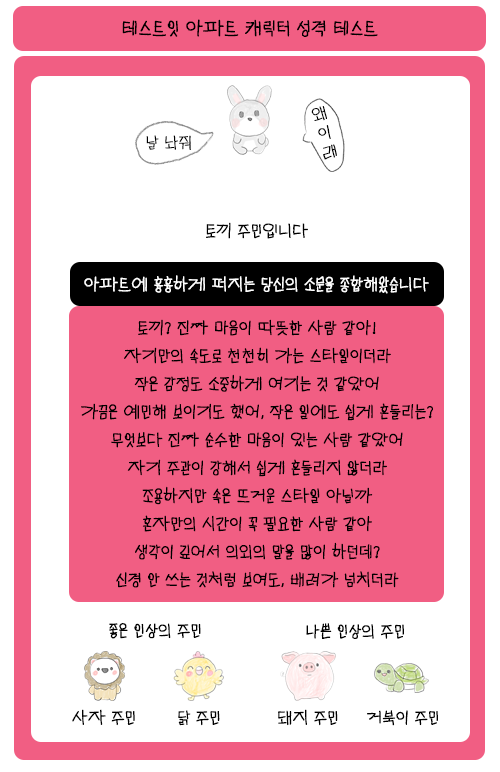 테스트잇 아파트 캐릭터 성격 테스트
날 놔줘
왜
이
래
토끼 주민입니다
아파트에 흉흉하게 퍼지는 당신의 소문을 종합해왔습니다
토끼? 진짜 마음이 따뜻한 사람 같아!
자기만의 속도로 천천히 가는 스타일이더라
작은 감정도 소중하게 여기는 것 같았어
가끔은 예민해 보이기도 했어, 작은 일에도 쉽게 흔들리는?
무엇보다 진짜 순수한 마음이 있는 사람 같았어
자기 주관이 강해서 쉽게 흔들리지 않더라
조용하지만 속은 뜨거운 스타일 아닐까
혼자만의 시간이 꼭 필요한 사람 같아
생각이 깊어서 의외의 말을 많이 하던데?
신경 안 쓰는 것처럼 보여도, 배려가 넘치더라
좋은 인상의 주민
나쁜 인상의 주민
사자 주민
닭 주민
돼지 주민
거북이 주민